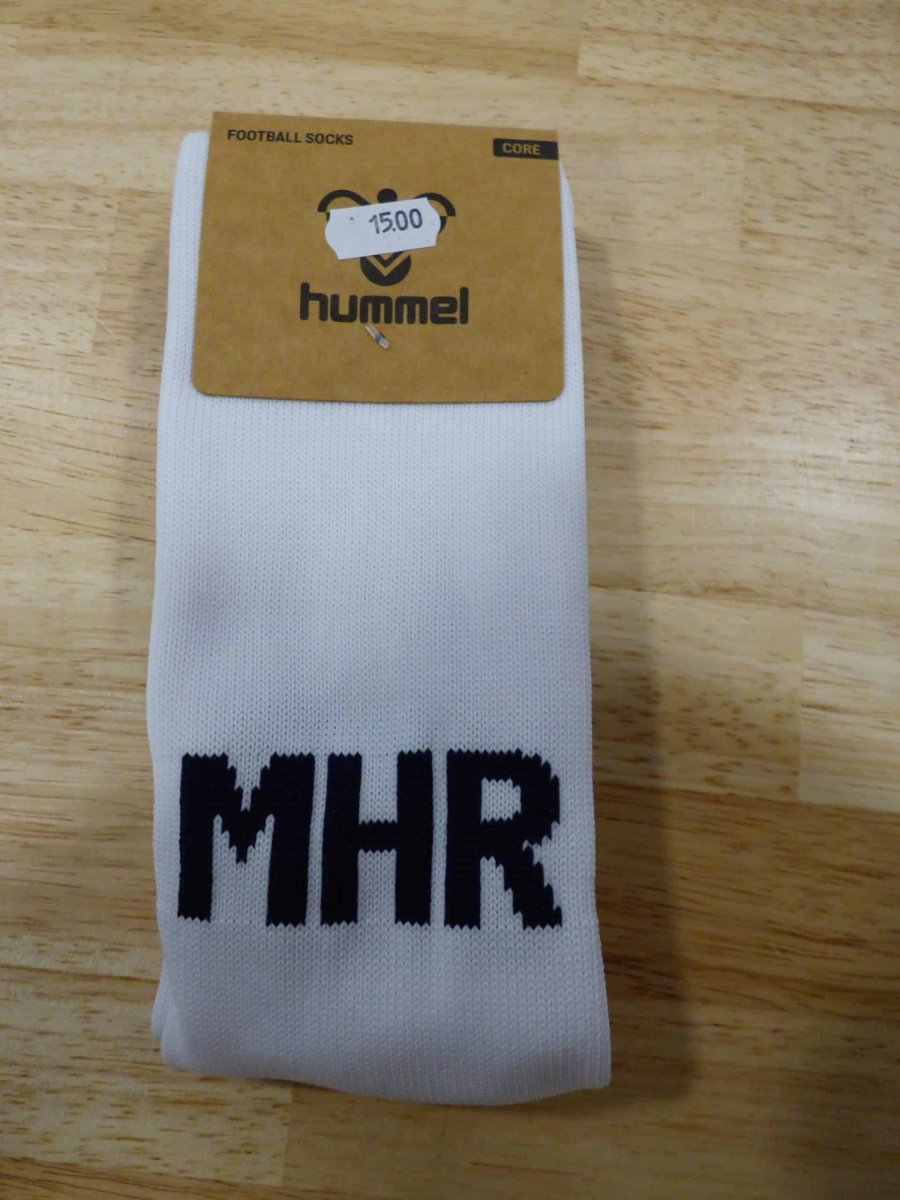 FOOTBALL SOCKS
CORE
15.00
hummel
MHR